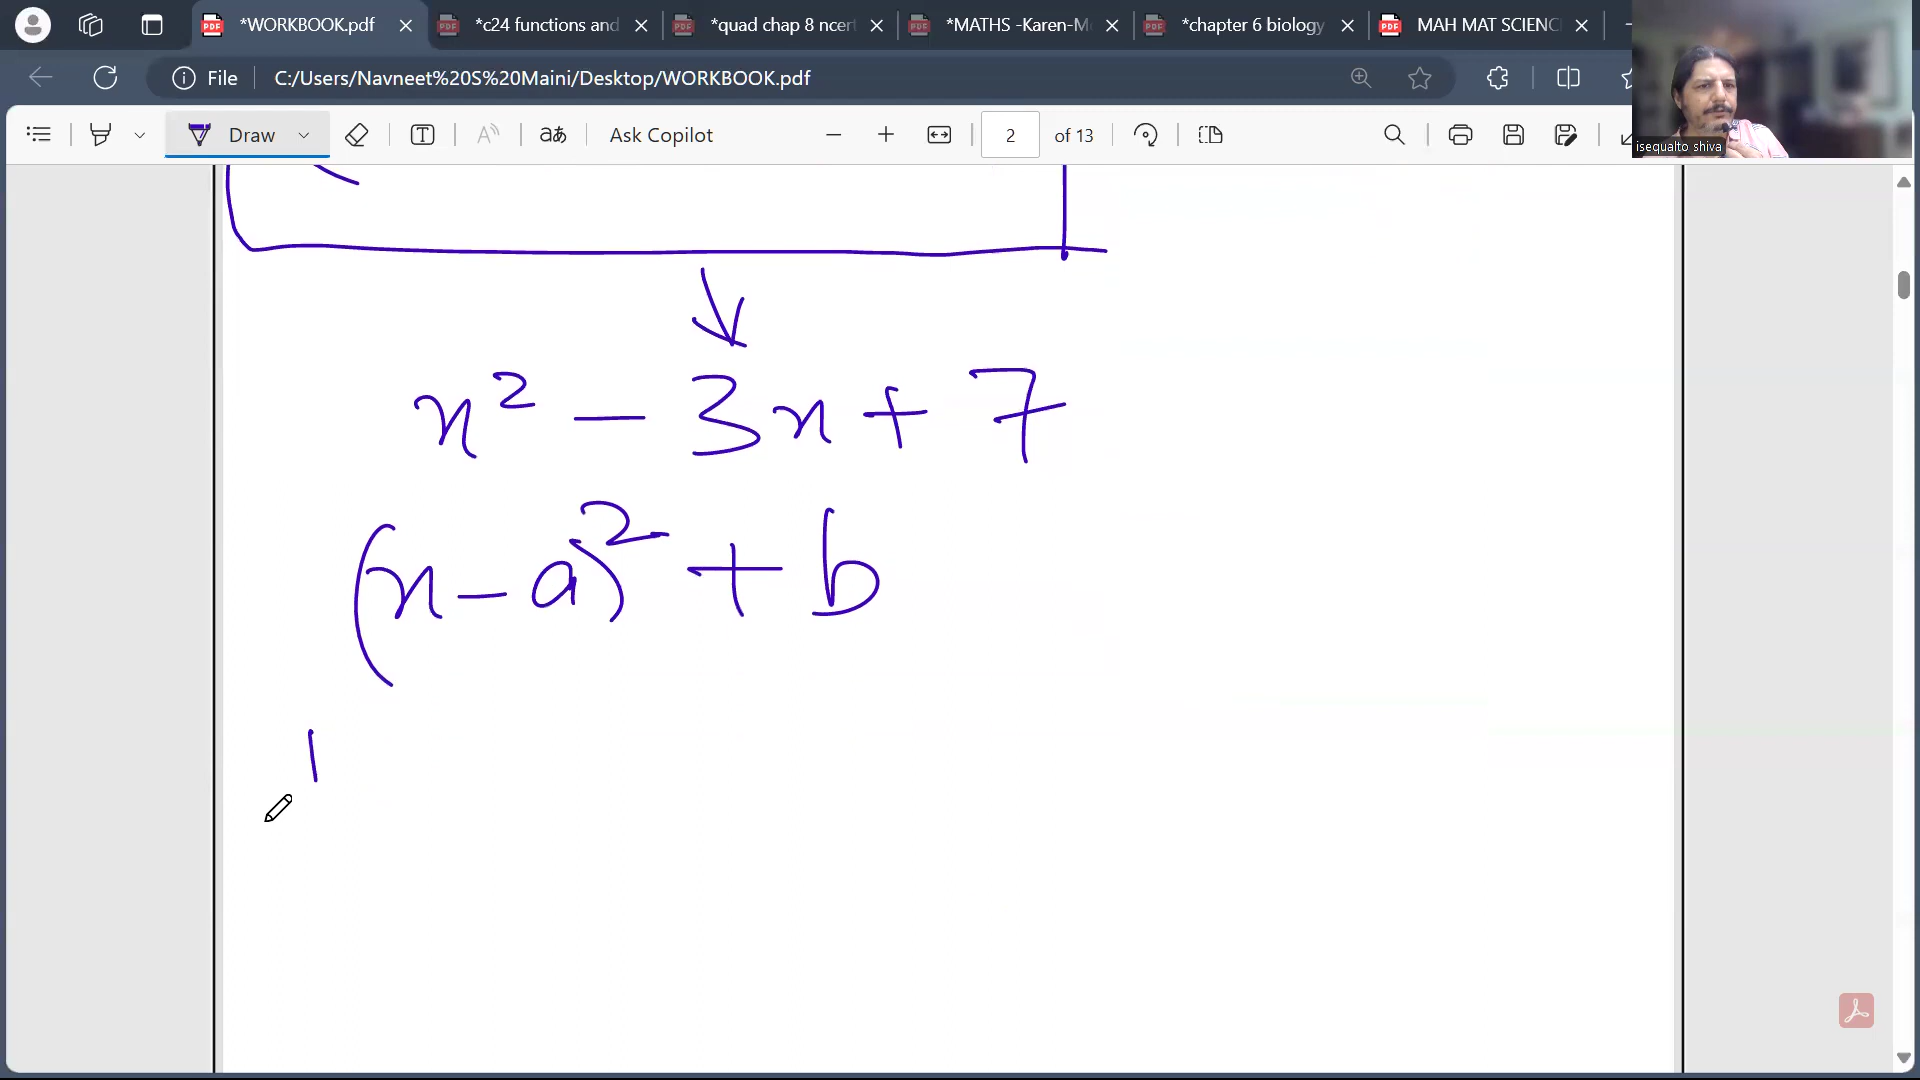 *WORKBOOK.pdf
*c24 functions and
*quad chap 8 ncert
*MATHS -Karen-M
*chapter 6 biology
MAH MAT SCIENC
File
C:/Users/Navneet%20S%20Maini/Desktop/WORKBOOK.pdf
Draw
Ask Copilot
2
of 13
isequalto shiva
x² - 3x + 7
(x - a)² + b